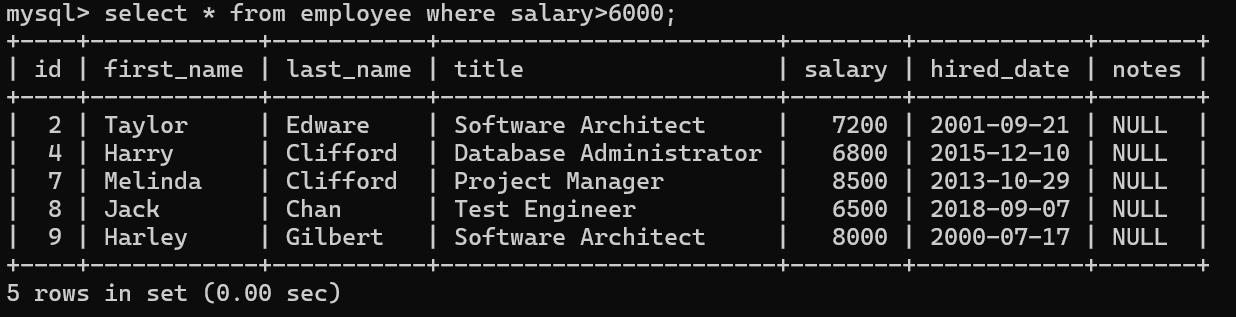 mysql> select * from employee where salary>6000;
+----+------------+-----------+------------------------+--------+------------+-------+
| id | first_name | last_name | title                  | salary | hired_date | notes |
+----+------------+-----------+------------------------+--------+------------+-------+
|  2 | Taylor     | Edware    | Software Architect     |   7200 | 2001-09-21 | NULL  |
|  4 | Harry      | Clifford  | Database Administrator |   6800 | 2015-12-10 | NULL  |
|  7 | Melinda    | Clifford  | Project Manager        |   8500 | 2013-10-29 | NULL  |
|  8 | Jack       | Chan      | Test Engineer          |   6500 | 2018-09-07 | NULL  |
|  9 | Harley     | Gilbert   | Software Architect     |   8000 | 2000-07-17 | NULL  |
+----+------------+-----------+------------------------+--------+------------+-------+
5 rows in set (0.00 sec)